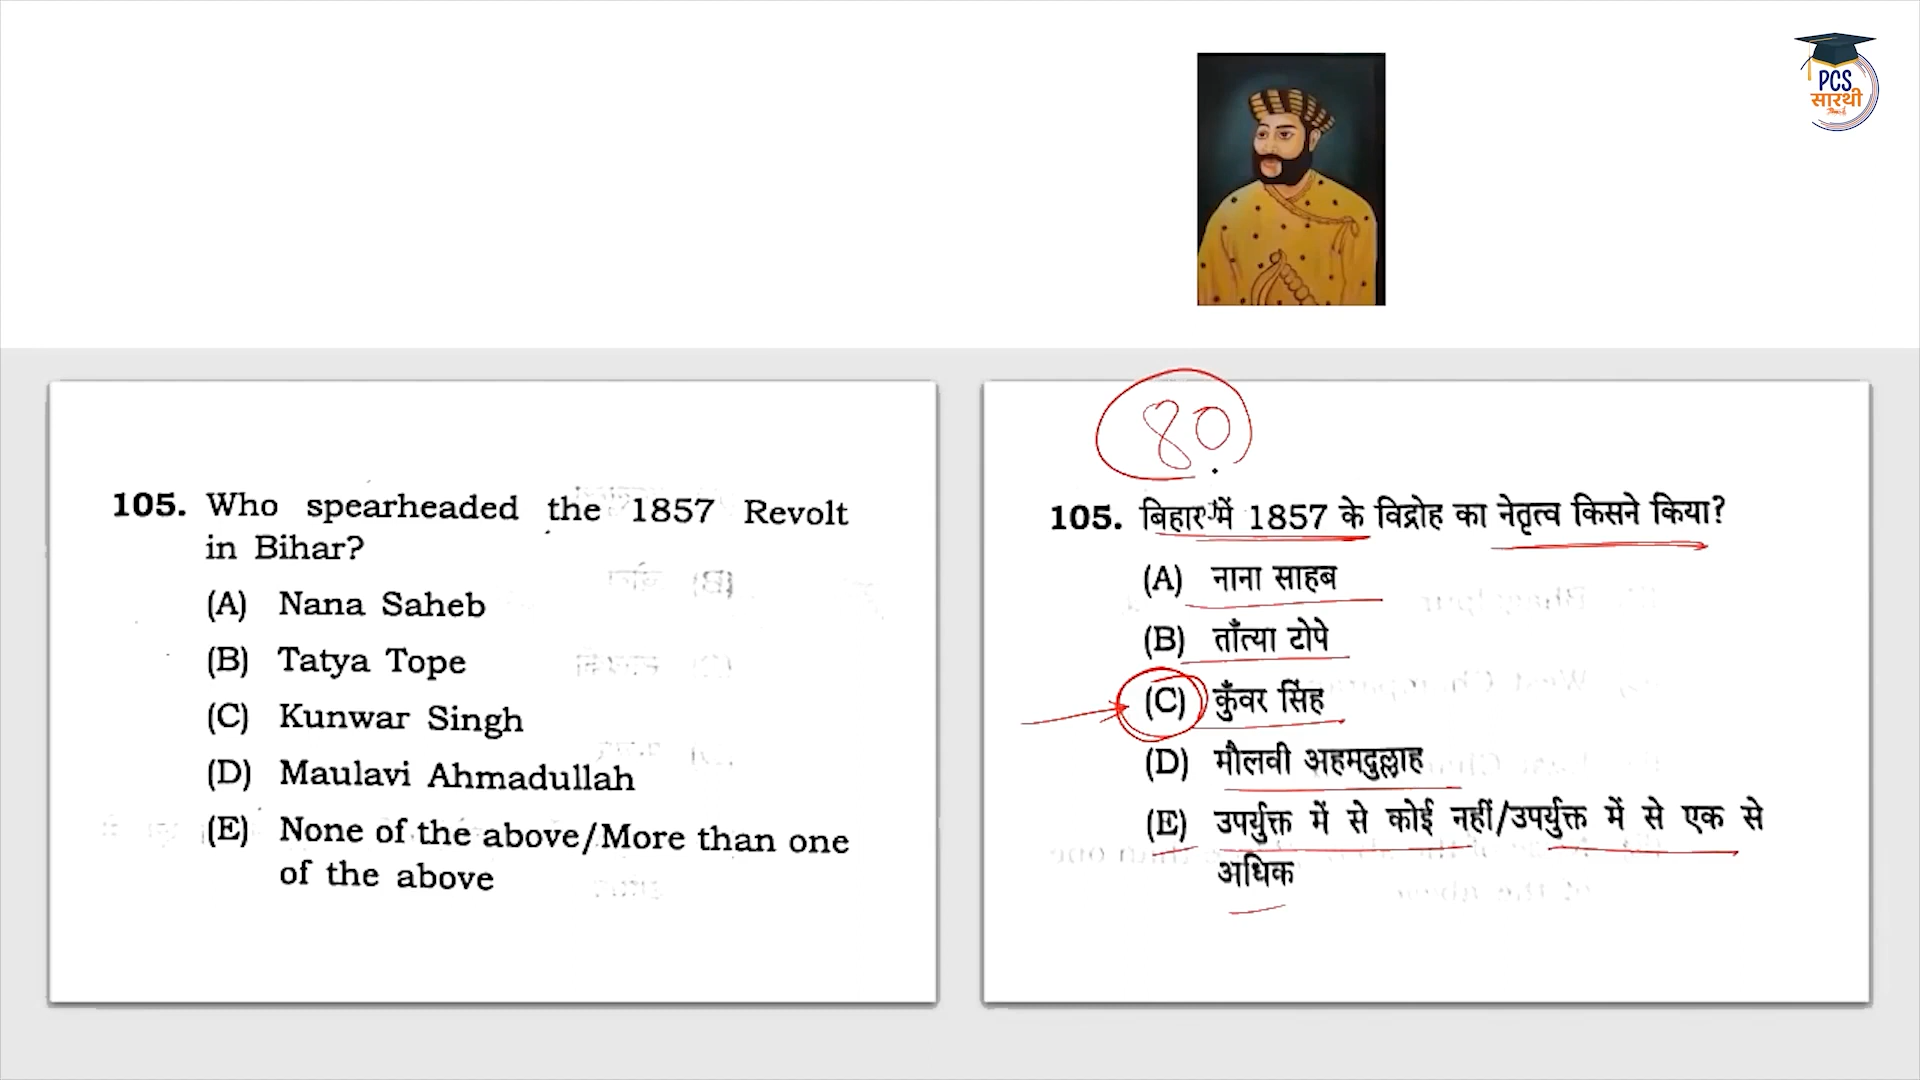 PCS
सारथी
105. Who spearheaded the 1857 Revolt
in Bihar?
(A) Nana Saheb
(B) Tatya Tope
(C) Kunwar Singh
(D) Maulavi Ahmadullah
(E) None of the above/More than one
of the above
80
105. बिहार में 1857 के विद्रोह का नेतृत्व किसने किया?
(A) नाना साहब
(B) ताँत्या टोपे
(C) कुँवर सिंह
(D) मौलवी अहमदुल्लाह
(E) उपर्युक्त में से कोई नहीं/उपर्युक्त में से एक से
अधिक